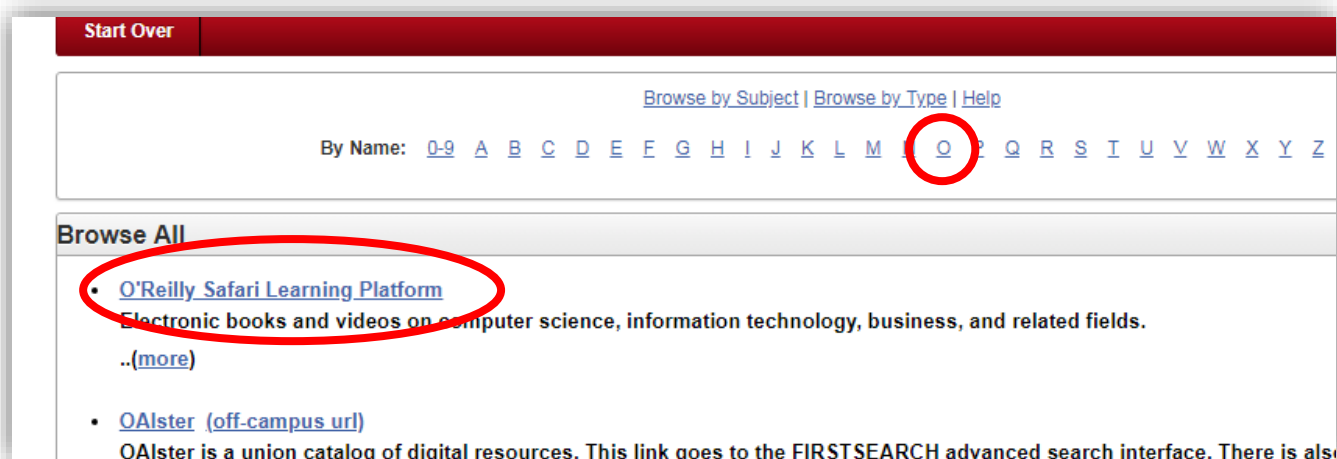 Start Over
Browse by Subject | Browse by Type | Help
By Name: 0-9 A B C D E F G H I J K L M O Q R S T U V W X Y Z
Browse All
• O'Reilly Safari Learning Platform
Electronic books and videos on computer science, information technology, business, and related fields.
..(more)
• OAIster (off-campus url)
OAIster is a union catalog of digital resources. This link goes to the FIRSTSEARCH advanced search interface. There is also